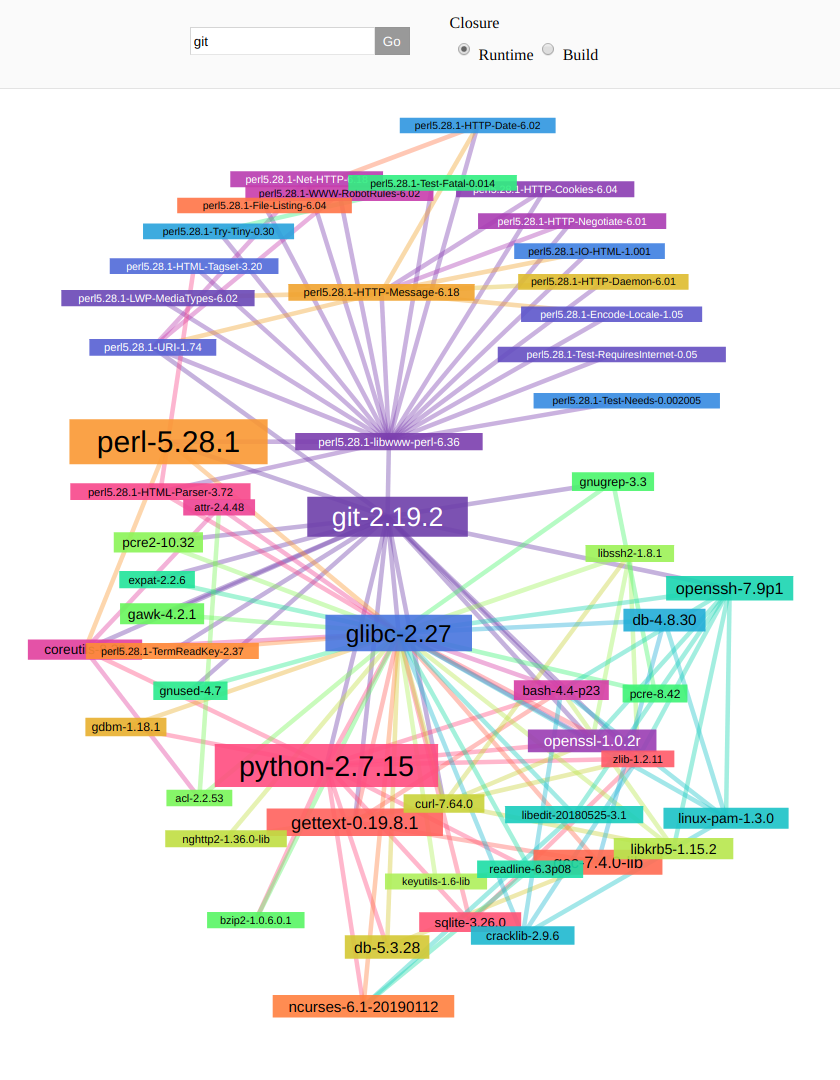 Closure
git
Go
Runtime
Build
perl5.28.1-HTTP-Date-6.02
perl5.28.1-Net-HTTP-
perl5.28.1-Test-Fatal-0.014
perl5.28.1-HTTP-Cookies-6.04
perl5.28.1-WWW-RobotRules-6.02
perl5.28.1-File-Listing-6.04
perl5.28.1-HTTP-Negotiate-6.01
perl5.28.1-Try-Tiny-0.30
perl5.28.1-IO-HTML-1.001
perl5.28.1-HTML-Tagset-3.20
perl5.28.1-HTTP-Daemon-6.01
perl5.28.1-HTTP-Message-6.18
perl5.28.1-LWP-MediaTypes-6.02
perl5.28.1-Encode-Locale-1.05
perl5.28.1-URI-1.74
perl5.28.1-Test-RequiresInternet-0.05
perl5.28.1-Test-Needs-0.002005
perl-5.28.1
perl5.28.1-libwww-perl-6.36
gnugrep-3.3
perl5.28.1-HTML-Parser-3.72
attr-2.4.48
git-2.19.2
pcre2-10.32
libssh2-1.8.1
expat-2.2.6
openssh-7.9p1
gawk-4.2.1
db-4.8.30
glibc-2.27
perl5.28.1-TermReadKey-2.37
gnused-4.7
bash-4.4-p23
pcre-8.42
gdbm-1.18.1
openssl-1.0.2r
zlib-1.2.11
python-2.7.15
acl-2.2.53
curl-7.64.0
libedit-20180525-3.1
linux-pam-1.3.0
gettext-0.19.8.1
nghttp2-1.36.0-lib
libkrb5-1.15.2
readline-6.3p08
keyutils-1.6-lib
bzip2-1.0.6.0.1
sqlite-3.26.0
cracklib-2.9.6
db-5.3.28
ncurses-6.1-20190112